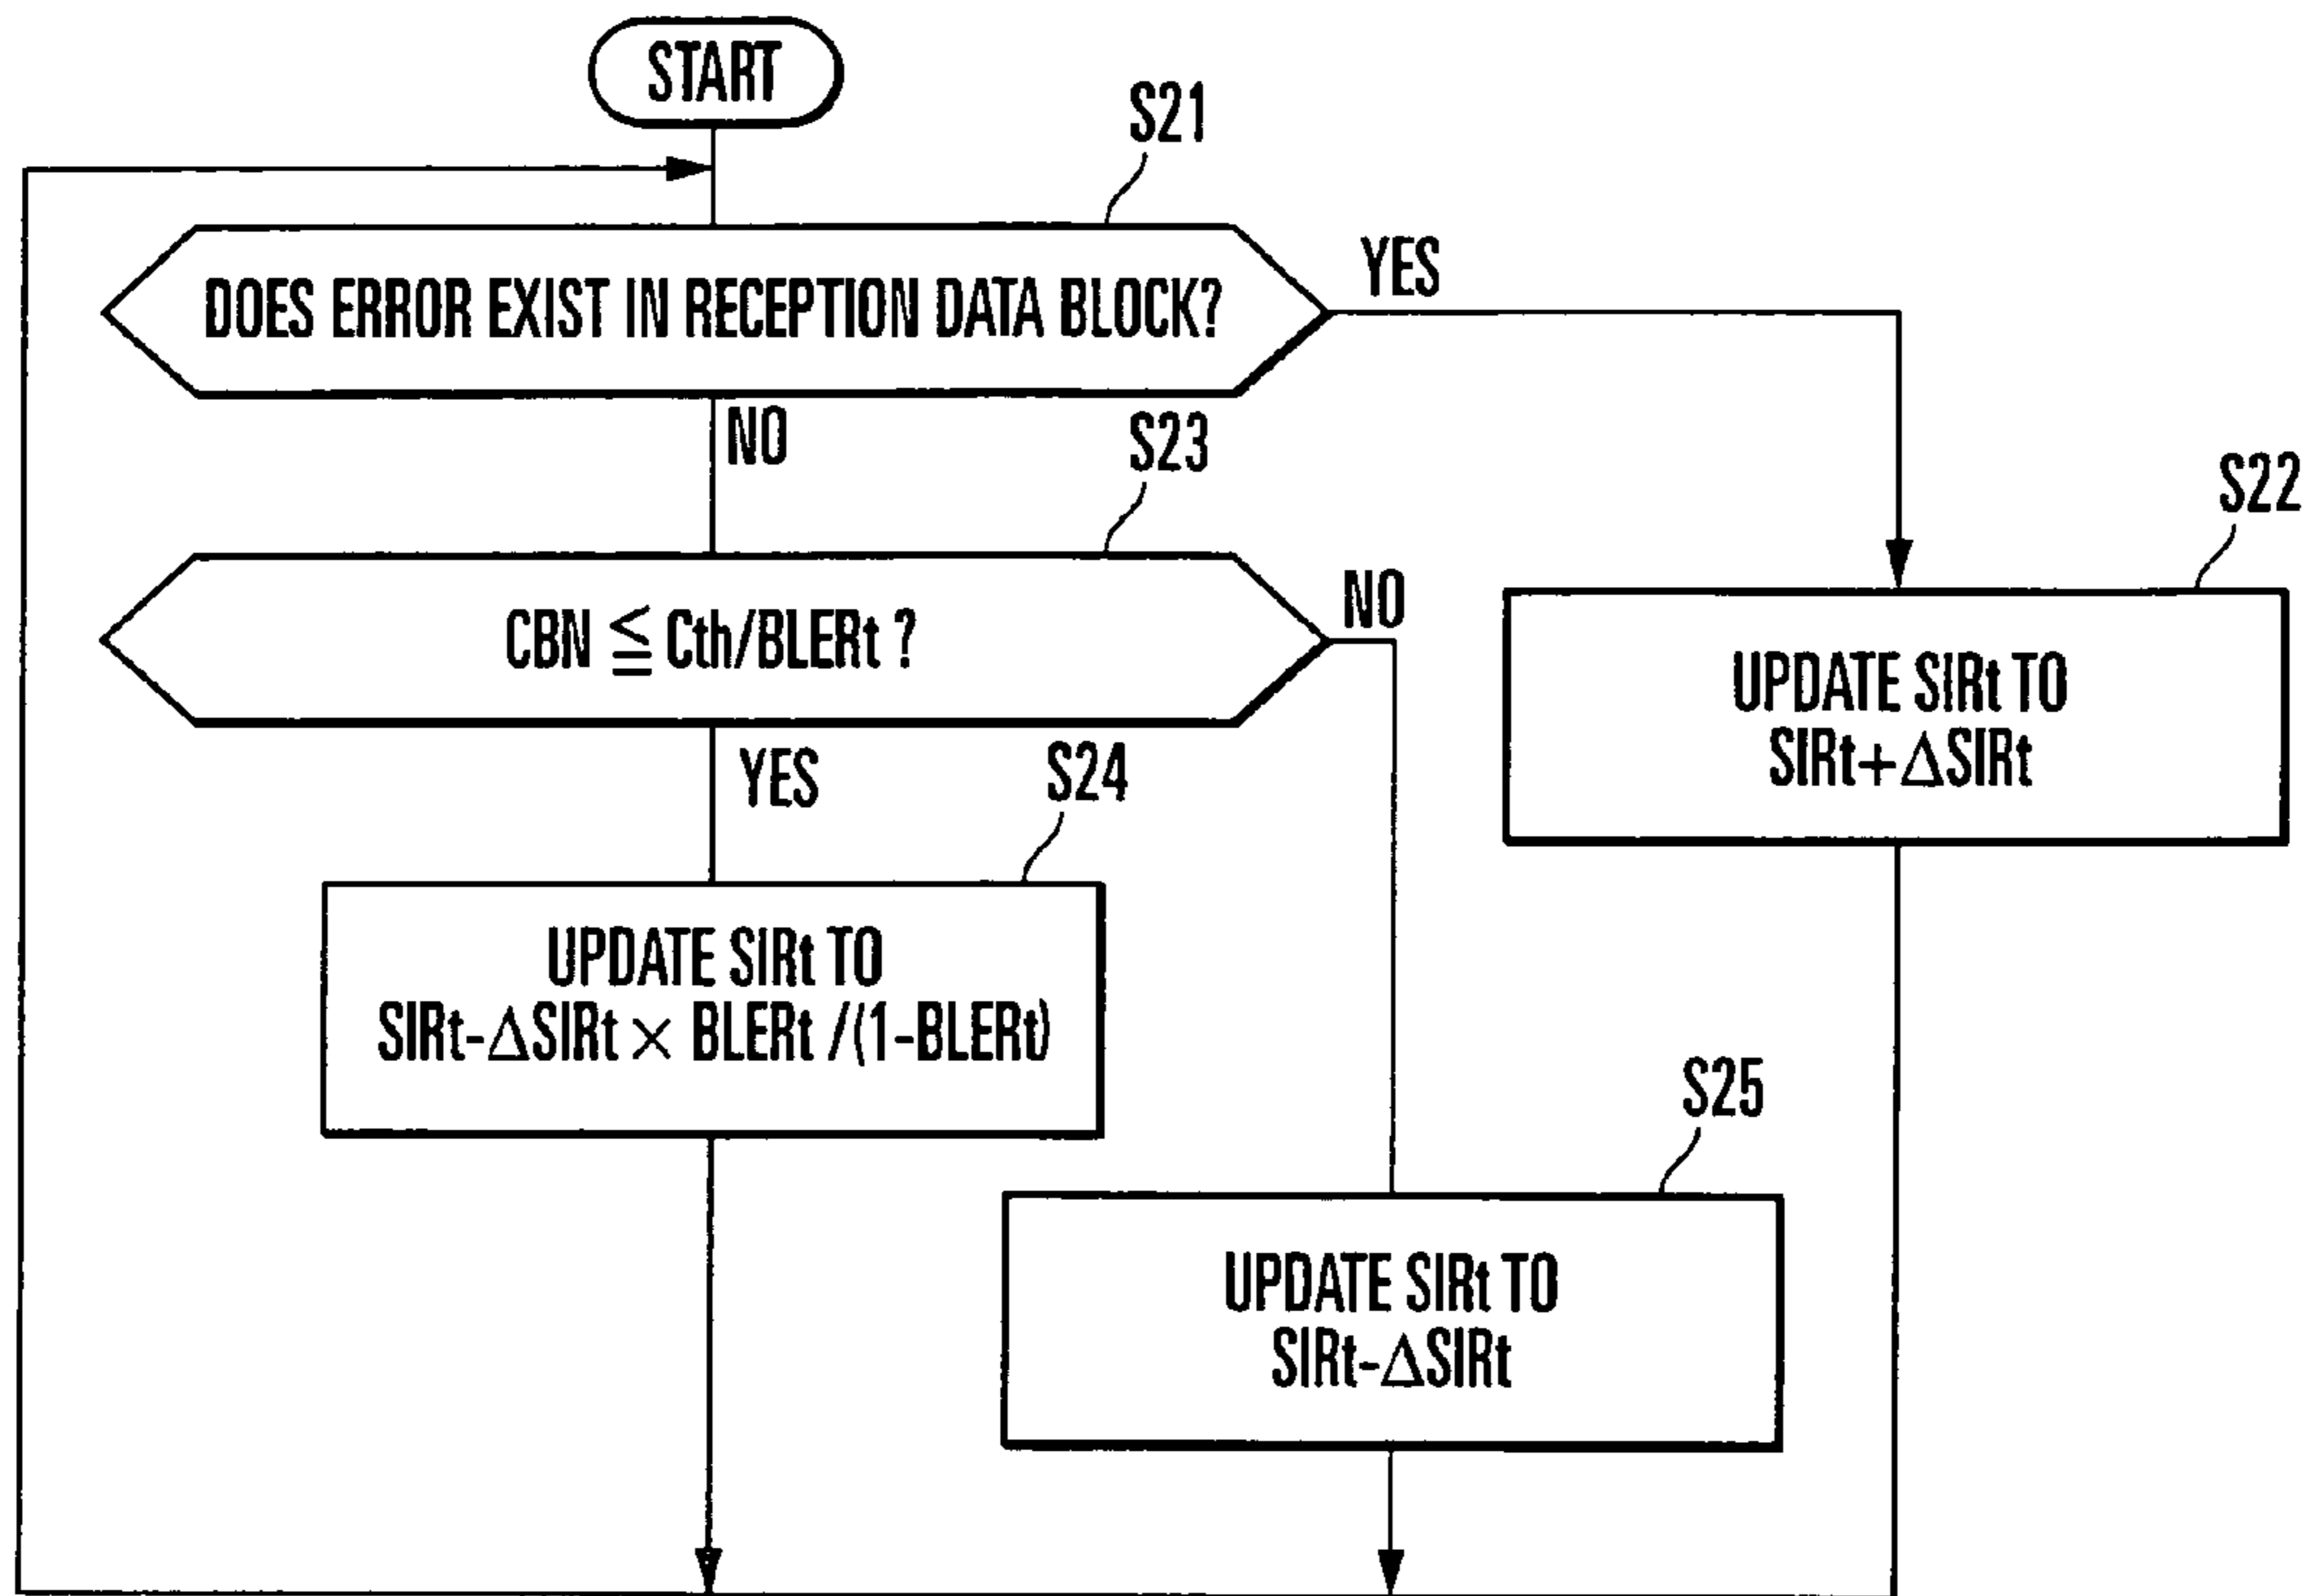 START
S21
DOES ERROR EXIST IN RECEPTION DATA BLOCK?
YES
NO
S23
S22
CBN ≦ Cth/BLERt ?
NO
UPDATE SIRt TO
SIRt+ΔSIRt
YES
S24
UPDATE SIRt TO
SIRt-ΔSIRt × BLERt /(1-BLERt)
S25
UPDATE SIRt TO
SIRt-ΔSIRt